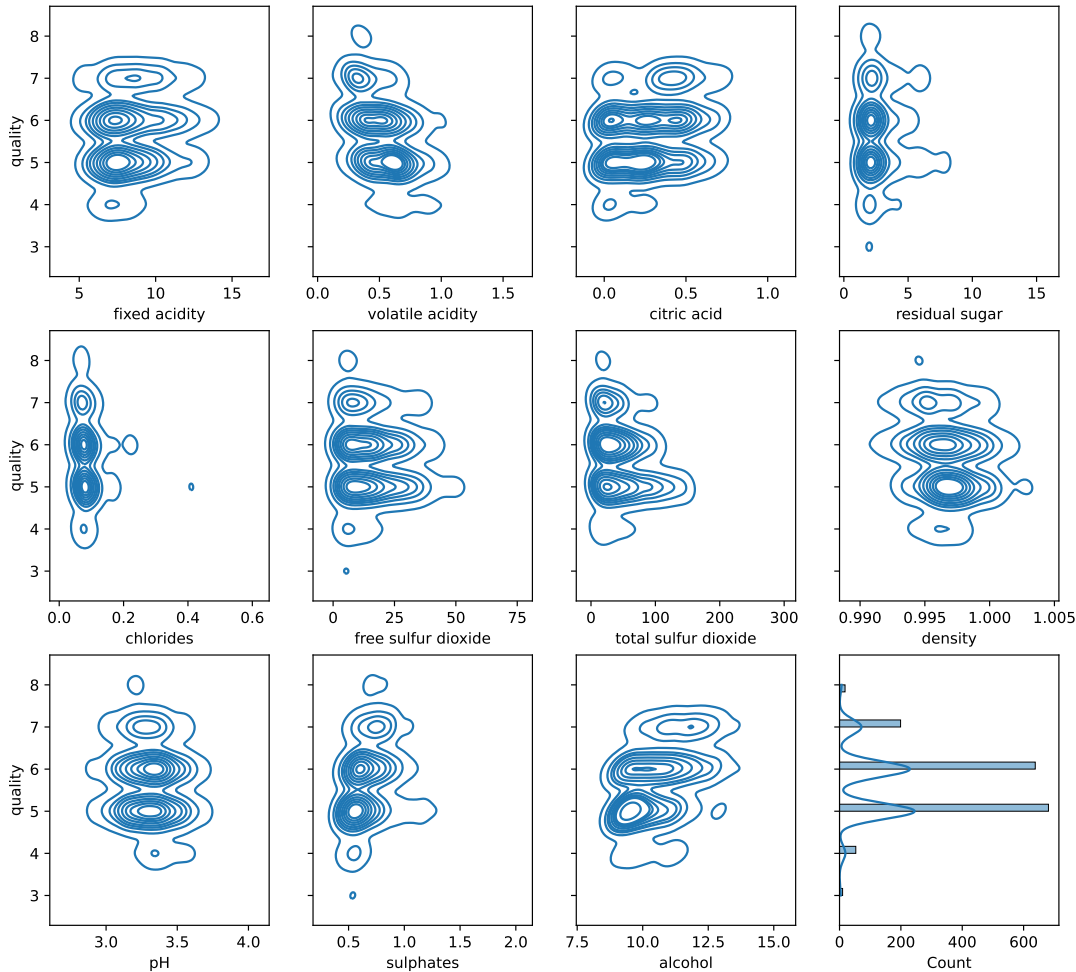 8
7
6
5
4
3
quality
5 10 15
fixed acidity
0.0 0.5 1.0 1.5
volatile acidity
0.0 0.5 1.0
citric acid
0 5 10 15
residual sugar
8
7
6
5
4
3
quality
0.0 0.2 0.4 0.6
chlorides
0 25 50 75
free sulfur dioxide
0 100 200 300
total sulfur dioxide
0.990 0.995 1.000 1.005
density
8
7
6
5
4
3
quality
3.0 3.5 4.0
pH
0.5 1.0 1.5 2.0
sulphates
7.5 10.0 12.5 15.0
alcohol
0 200 400 600
Count